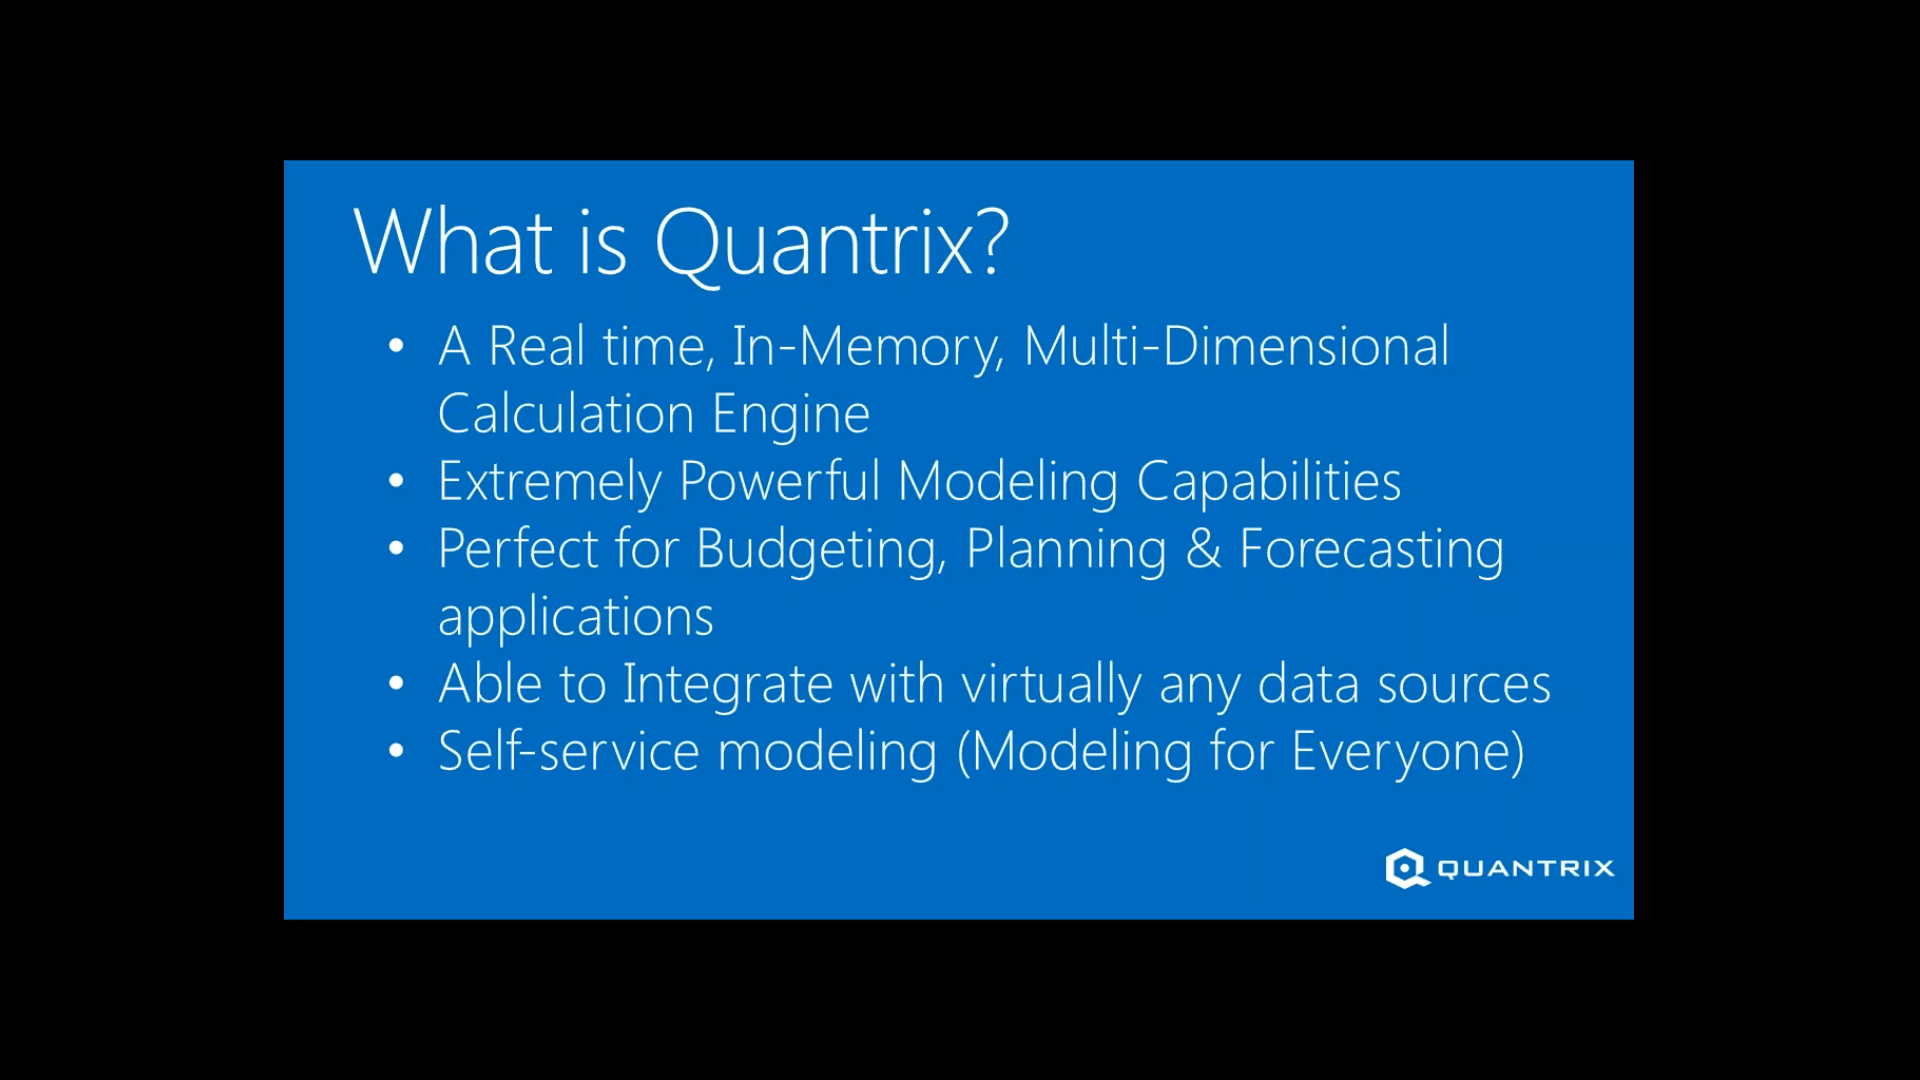 What is Quantrix?
• A Real time, In-Memory, Multi-Dimensional
Calculation Engine
• Extremely Powerful Modeling Capabilities
• Perfect for Budgeting, Planning & Forecasting
applications
• Able to Integrate with virtually any data sources
• Self-service modeling (Modeling for Everyone)
QUANTRIX